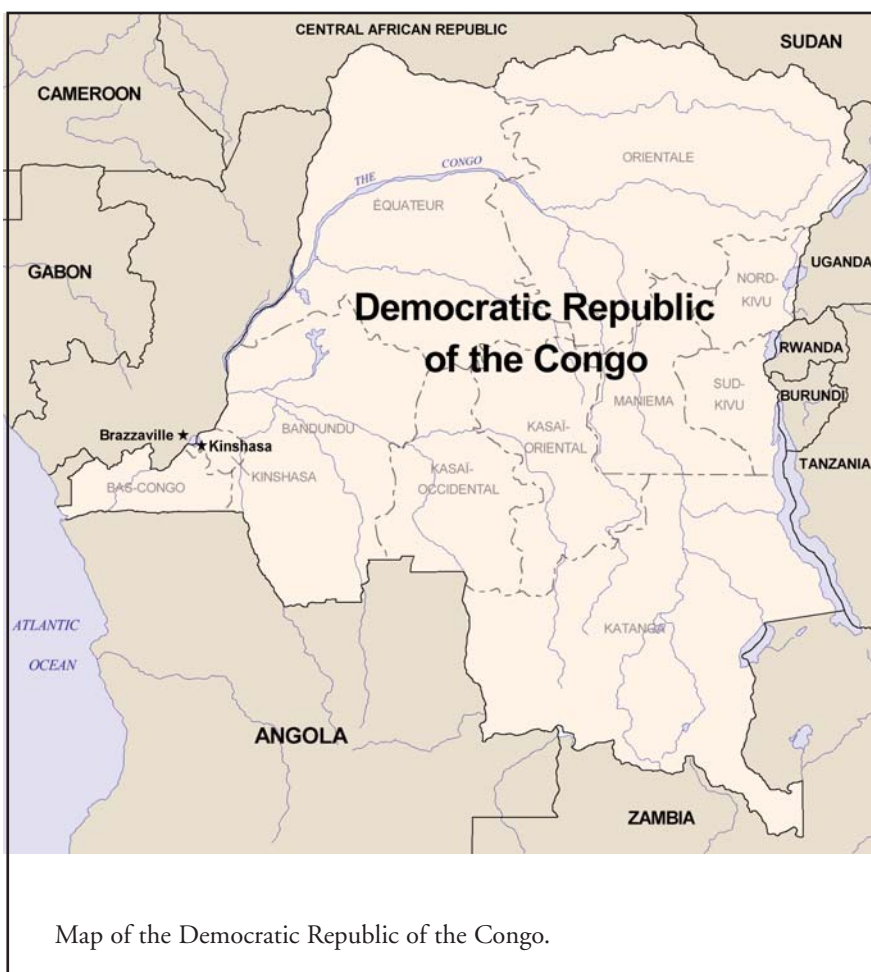 CENTRAL AFRICAN REPUBLIC
SUDAN
CAMEROON
THE CONGO
ORIENTALE
ÉQUATEUR
GABON
UGANDA
NORD-
KIVU
Democratic Republic
of the Congo
RWANDA
SUD-
KIVU
BURUNDI
MANIEMA
BANDUNDU
KASAÏ-
ORIENTAL
Brazzaville
Kinshasa
TANZANIA
KASAÏ-
OCCIDENTAL
KINSHASA
BAS-CONGO
ATLANTIC
OCEAN
KATANGA
ANGOLA
ZAMBIA
Map of the Democratic Republic of the Congo.